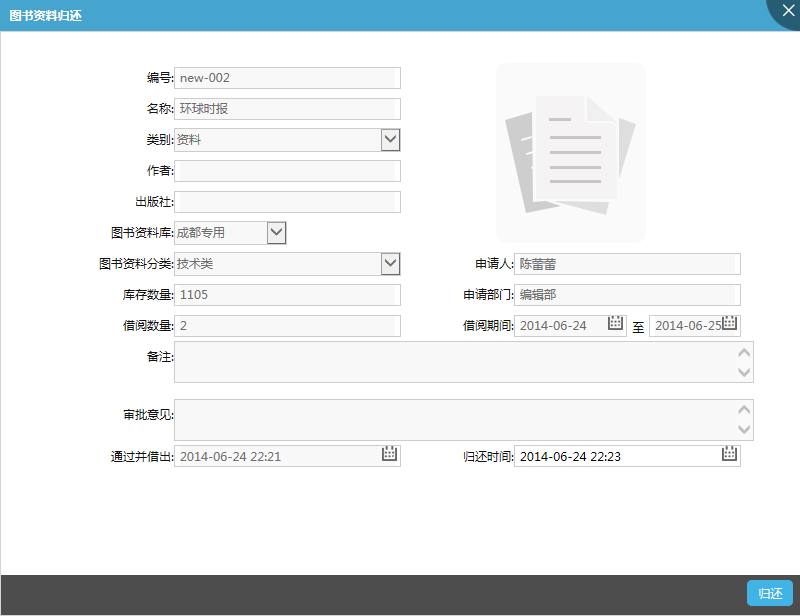 图书资料归还
编号: new-002
名称: 环球时报
类别: 资料
作者:
出版社:
图书资料库: 成都专用
图书资料分类: 技术类 申请人: 陈蕾蕾
库存数量: 1105 申请部门: 编辑部
借阅数量: 2 借阅期间: 2014-06-24 至 2014-06-25
备注:
审批意见:
通过并借出: 2014-06-24 22:21 归还时间: 2014-06-24 22:23
归还